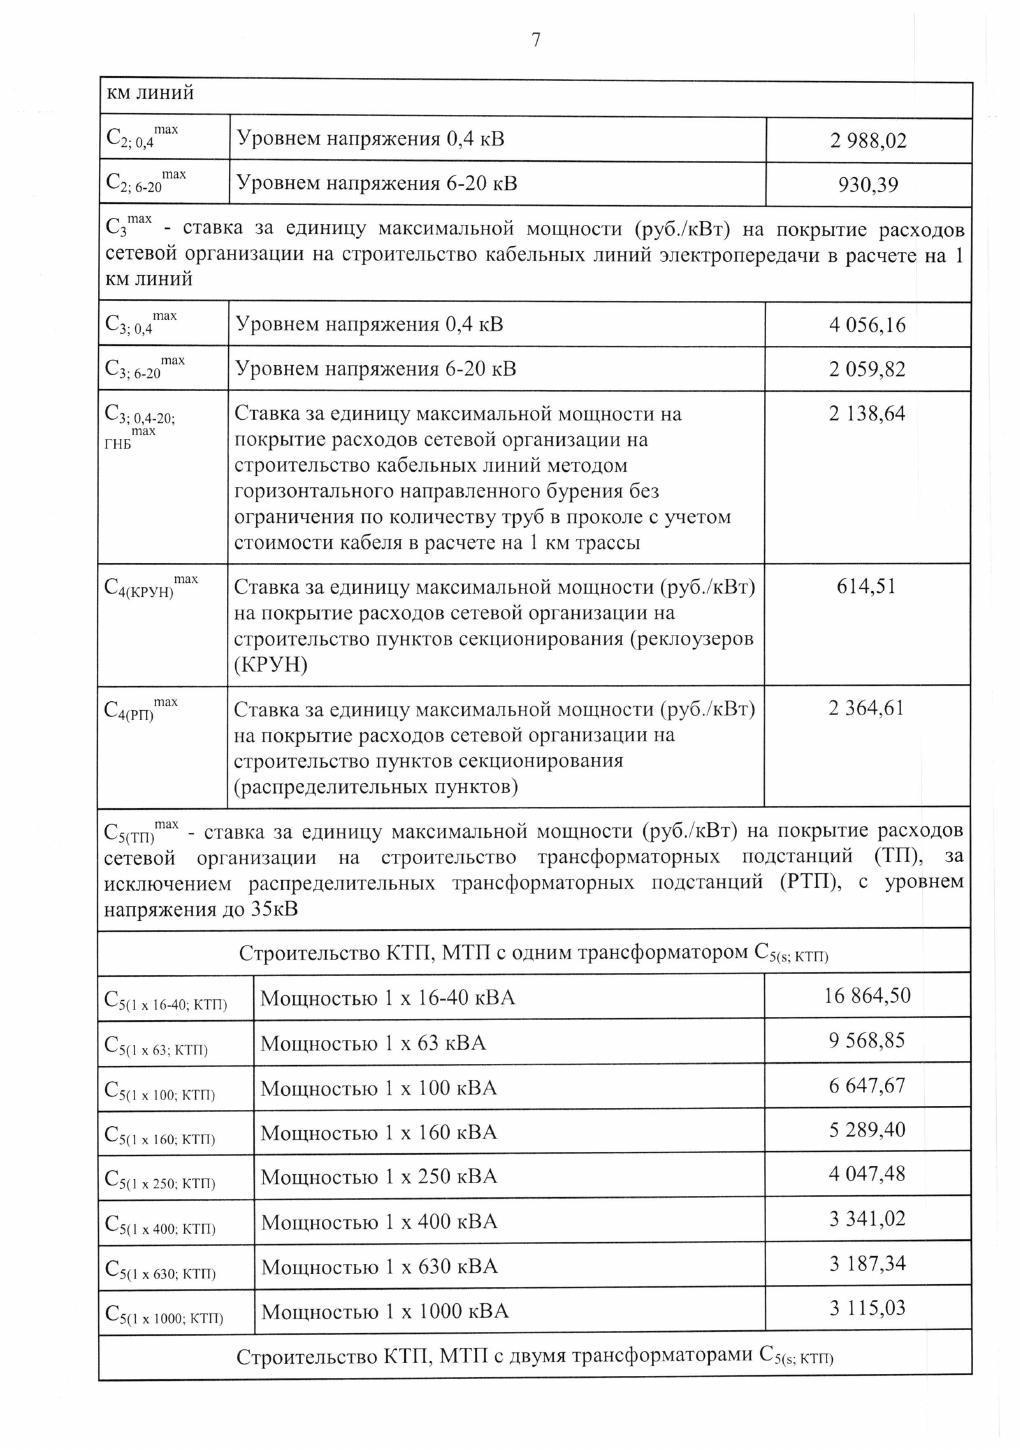 7
км линий
C2; 0,4 max Уровнем напряжения 0,4 кВ 2 988,02
C2; 6-20 max Уровнем напряжения 6-20 кВ 930,39
C3 max - ставка за единицу максимальной мощности (руб./кВт) на покрытие расходов
сетевой организации на строительство кабельных линий электропередачи в расчете на 1
км линий
C3; 0,4 max Уровнем напряжения 0,4 кВ 4 056,16
C3; 6-20 max Уровнем напряжения 6-20 кВ 2 059,82
C3; 0,4-20; Ставка за единицу максимальной мощности на 2 138,64
ГНБ max покрытие расходов сетевой организации на
строительство кабельных линий методом
горизонтального направленного бурения без
ограничения по количеству труб в проколе с учетом
стоимости кабеля в расчете на 1 км трассы
C4(КРУН) max Ставка за единицу максимальной мощности (руб./кВт) 614,51
на покрытие расходов сетевой организации на
строительство пунктов секционирования (реклоузеров
(КРУН)
C4(РП) max Ставка за единицу максимальной мощности (руб./кВт) 2 364,61
на покрытие расходов сетевой организации на
строительство пунктов секционирования
(распределительных пунктов)
C5(ТП) max - ставка за единицу максимальной мощности (руб./кВт) на покрытие расходов
сетевой организации на строительство трансформаторных подстанций (ТП), за
исключением распределительных трансформаторных подстанций (РТП), с уровнем
напряжения до 35кВ
Строительство КТП, МТП с одним трансформатором C5(s; КТП)
C5(1 x 16-40; КТП) Мощностью 1 x 16-40 кВА 16 864,50
C5(1 x 63; КТП) Мощностью 1 x 63 кВА 9 568,85
C5(1 x 100; КТП) Мощностью 1 x 100 кВА 6 647,67
C5(1 x 160; КТП) Мощностью 1 x 160 кВА 5 289,40
C5(1 x 250; КТП) Мощностью 1 x 250 кВА 4 047,48
C5(1 x 400; КТП) Мощностью 1 x 400 кВА 3 341,02
C5(1 x 630; КТП) Мощностью 1 x 630 кВА 3 187,34
C5(1 x 1000; КТП) Мощностью 1 x 1000 кВА 3 115,03
Строительство КТП, МТП с двумя трансформаторами C5(s; КТП)